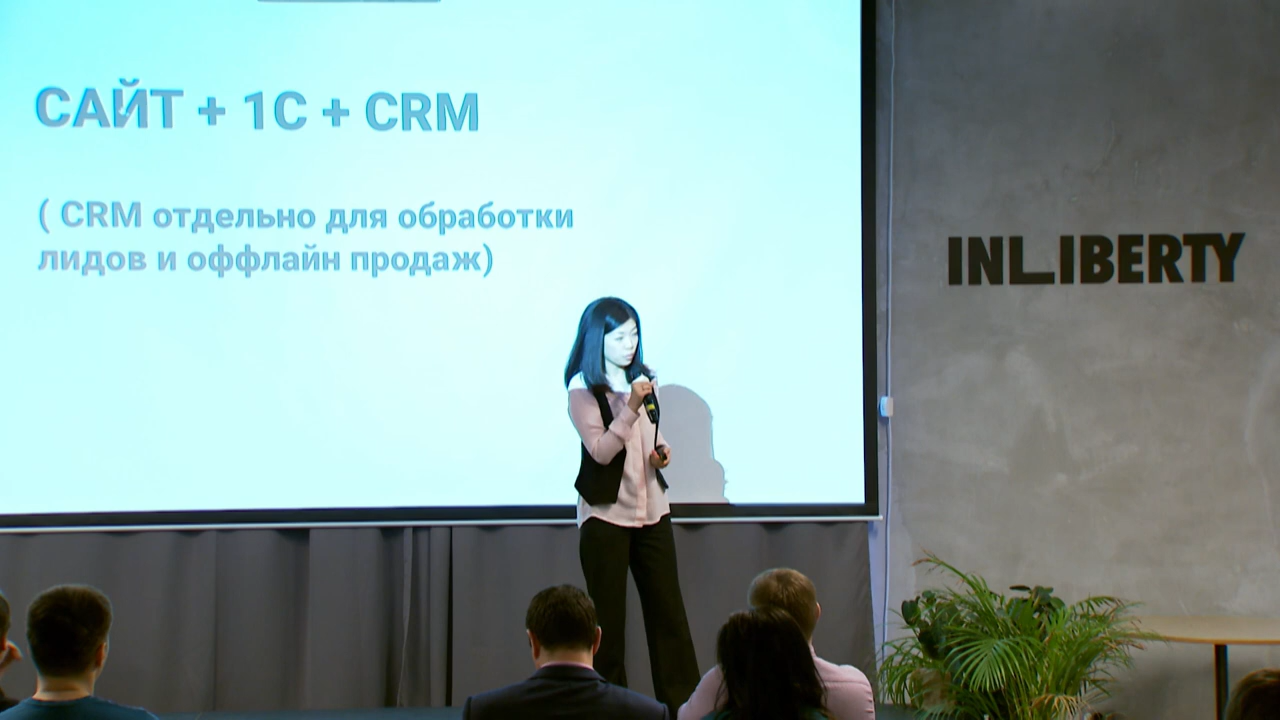 САЙТ + 1С + CRM
( CRM отдельно для обработки
лидов и оффлайн продаж)
INLIBERTY